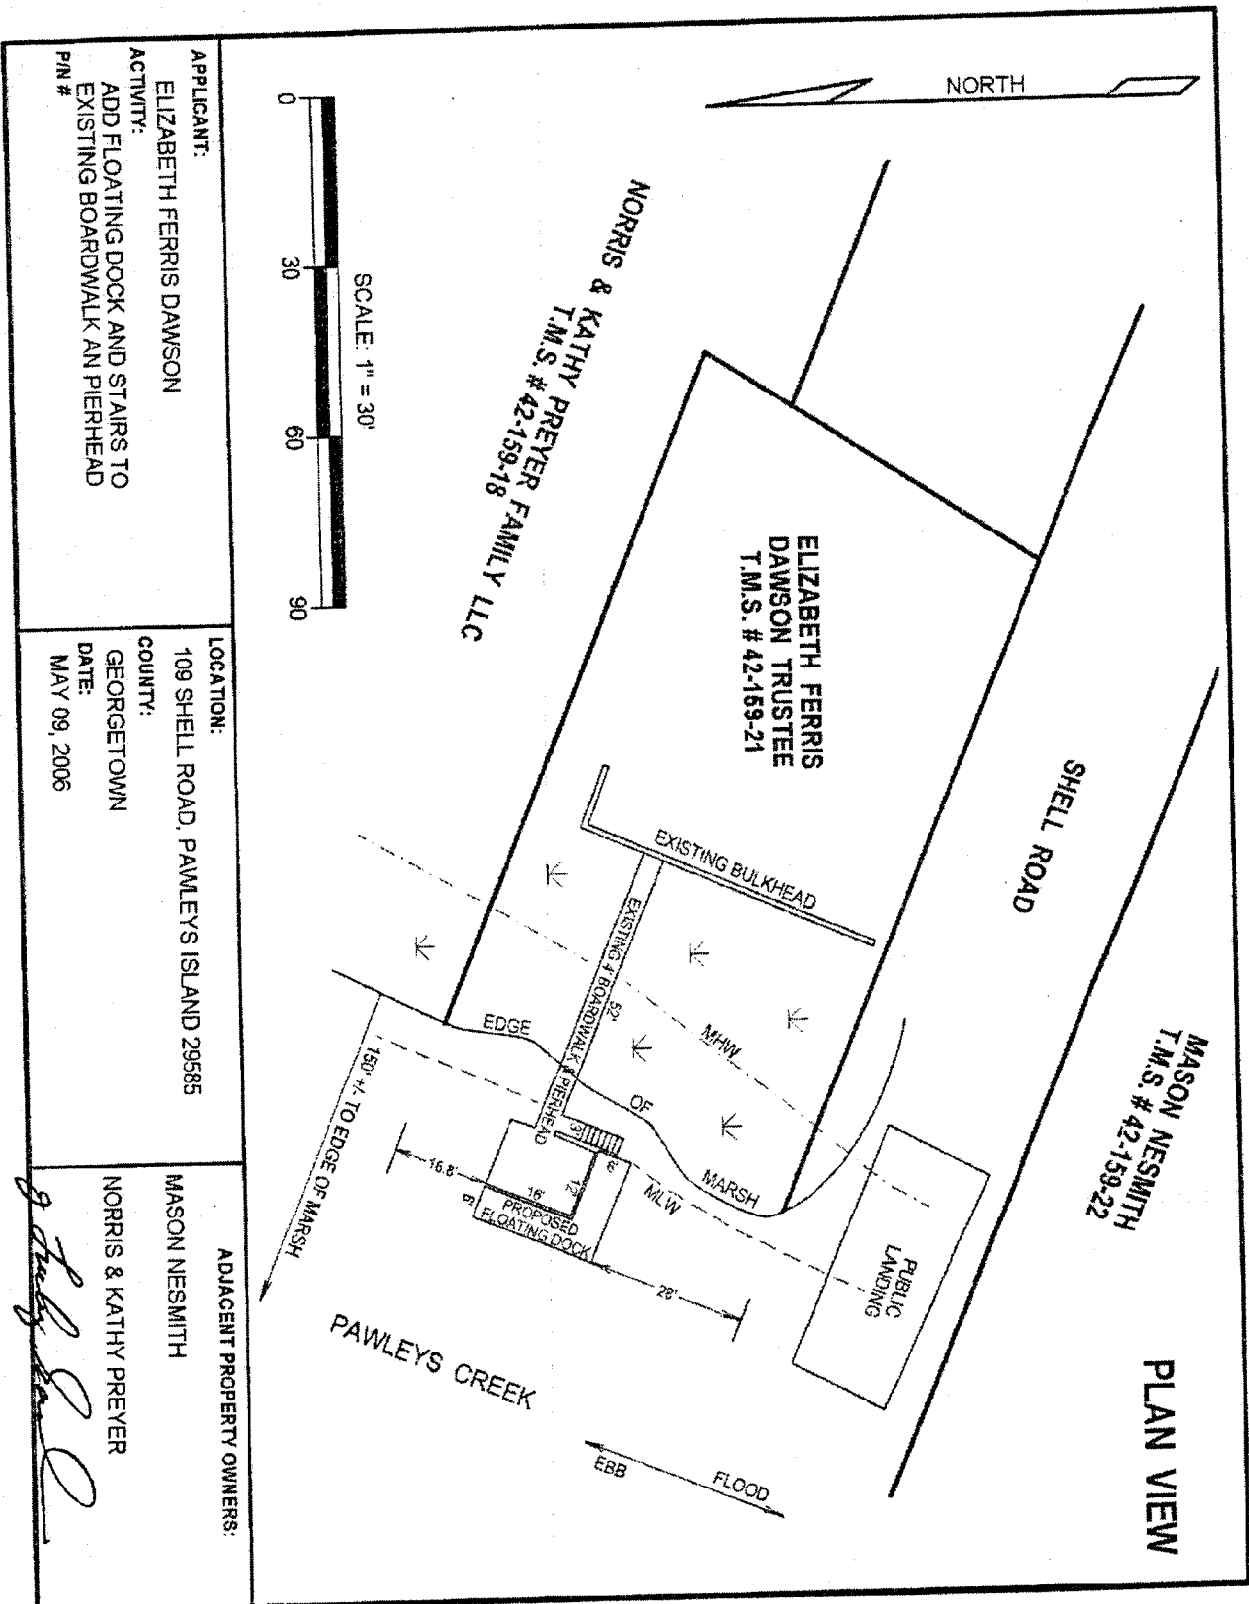 PLAN VIEW
NORTH
SHELL ROAD
MASON NESMITH
T.M.S. # 42-159-22
PUBLIC
LANDING
ELIZABETH FERRIS
DAWSON TRUSTEE
T.M.S. # 42-159-21
NORRIS & KATHY PREYER FAMILY LLC
T.M.S. # 42-159-18
EXISTING BULKHEAD
EXISTING 4' BOARDWALK & PIERHEAD
52'
MHW
EDGE OF MARSH
MLW
3'
6'
12'
16'
PROPOSED
FLOATING DOCK
16.8'
28'
150' +/- TO EDGE OF MARSH
PAWLEYS CREEK
FLOOD
EBB
SCALE: 1" = 30'
0 30 60 90
APPLICANT:
ELIZABETH FERRIS DAWSON
ACTIVITY:
ADD FLOATING DOCK AND STAIRS TO
EXISTING BOARDWALK AN PIERHEAD
P/N #
LOCATION:
109 SHELL ROAD, PAWLEYS ISLAND 29585
COUNTY:
GEORGETOWN
DATE:
MAY 09, 2006
ADJACENT PROPERTY OWNERS:
MASON NESMITH
NORRIS & KATHY PREYER